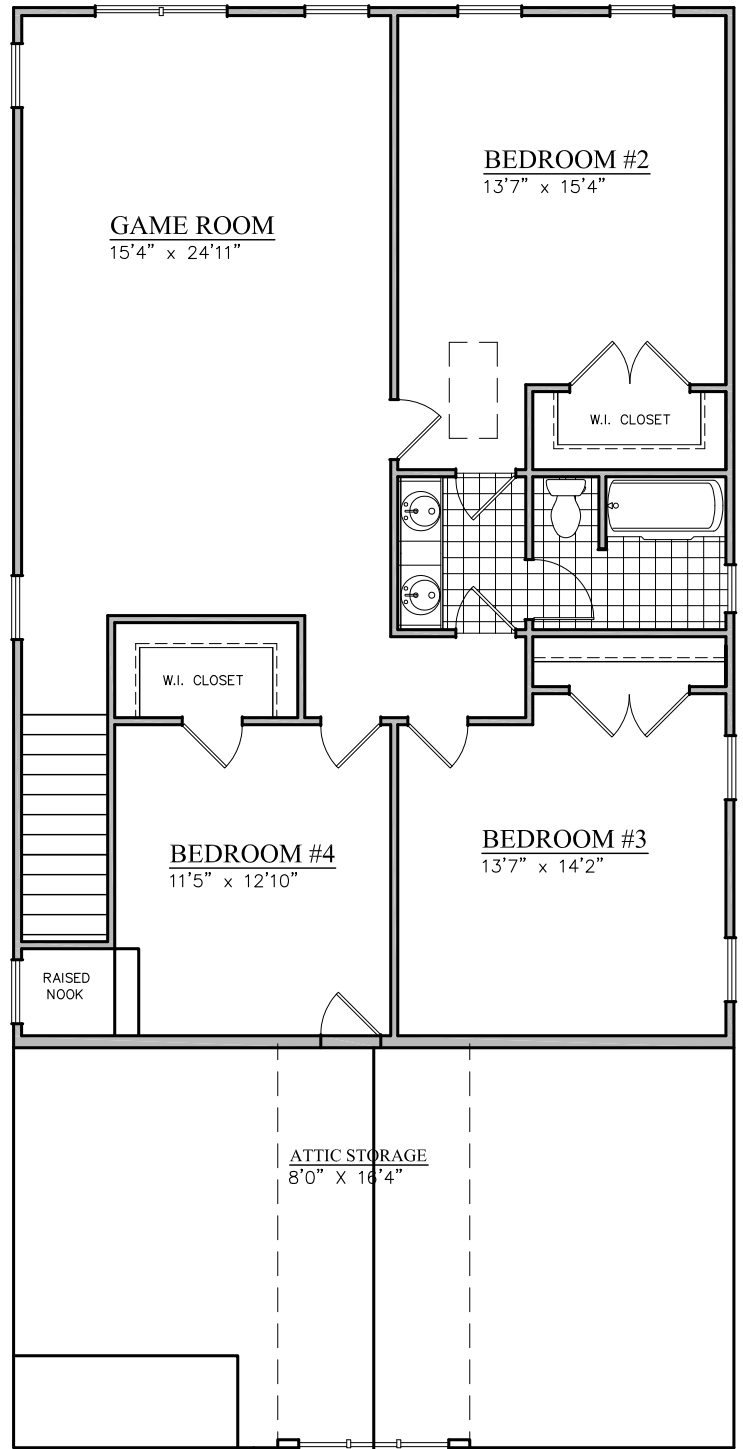 BEDROOM #2
13'7" x 15'4"
GAME ROOM
15'4" x 24'11"
W.I. CLOSET
W.I. CLOSET
BEDROOM #3
13'7" x 14'2"
BEDROOM #4
11'5" x 12'10"
RAISED
NOOK
ATTIC STORAGE
8'0" X 16'4"